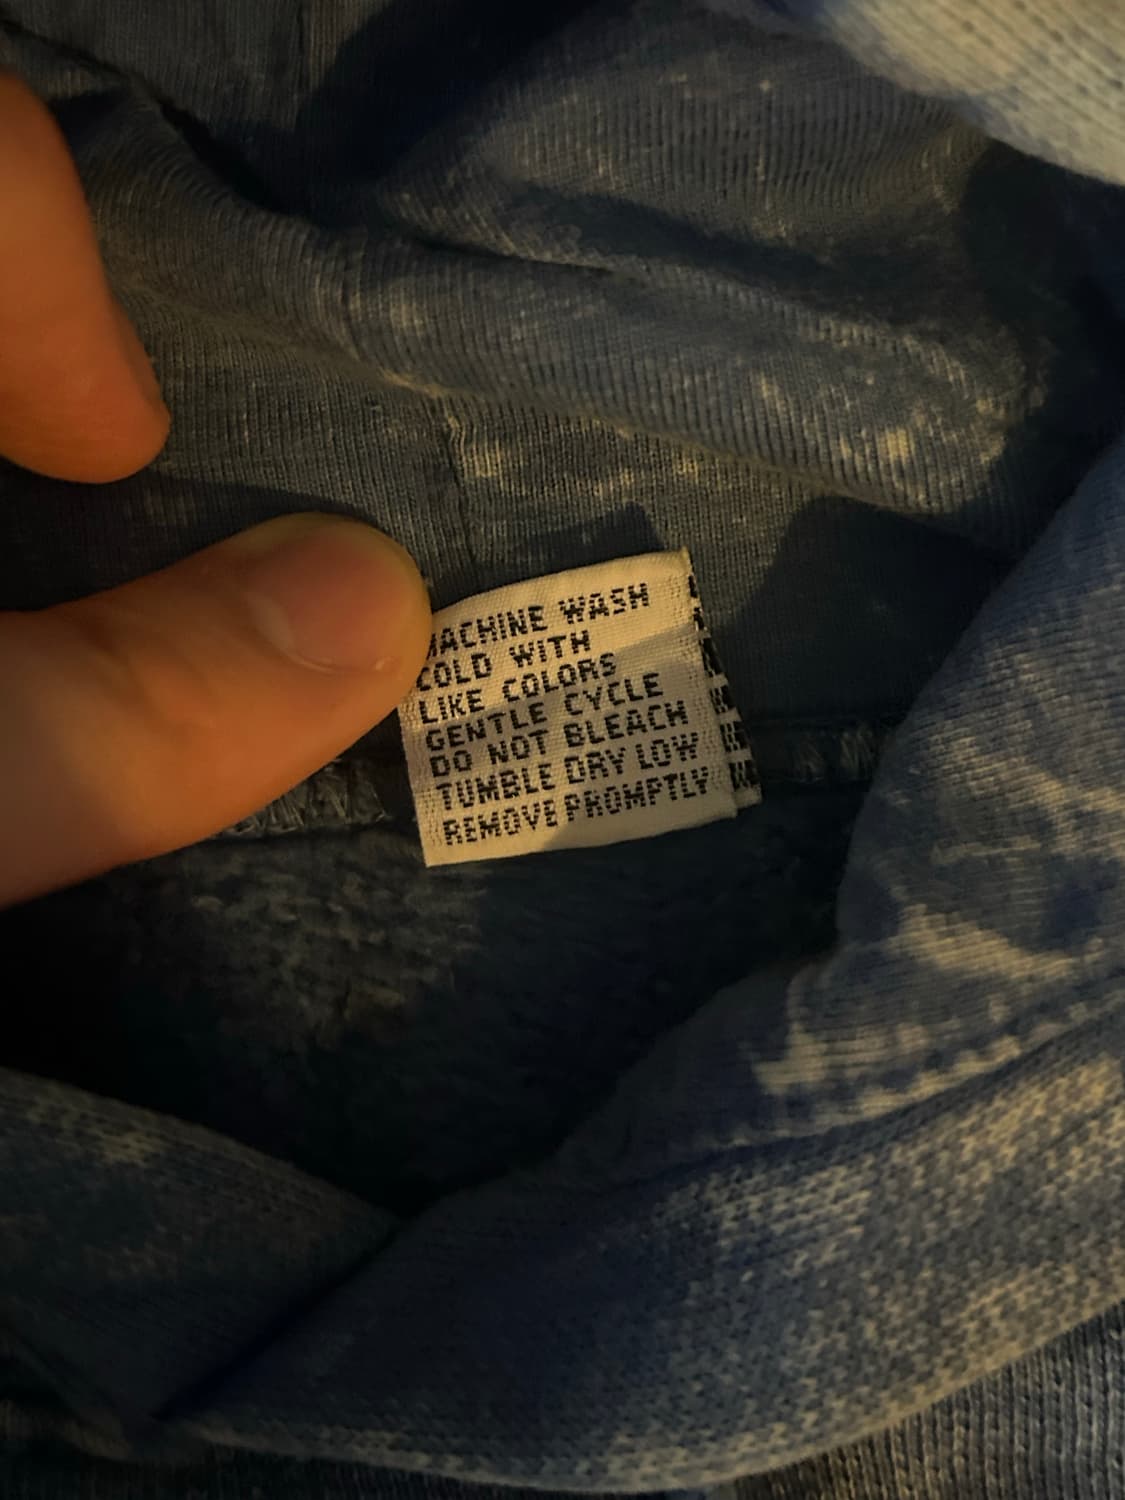 MACHINE WASH
COLD WITH
LIKE COLORS
GENTLE CYCLE
DO NOT BLEACH
TUMBLE DRY LOW
REMOVE PROMPTLY